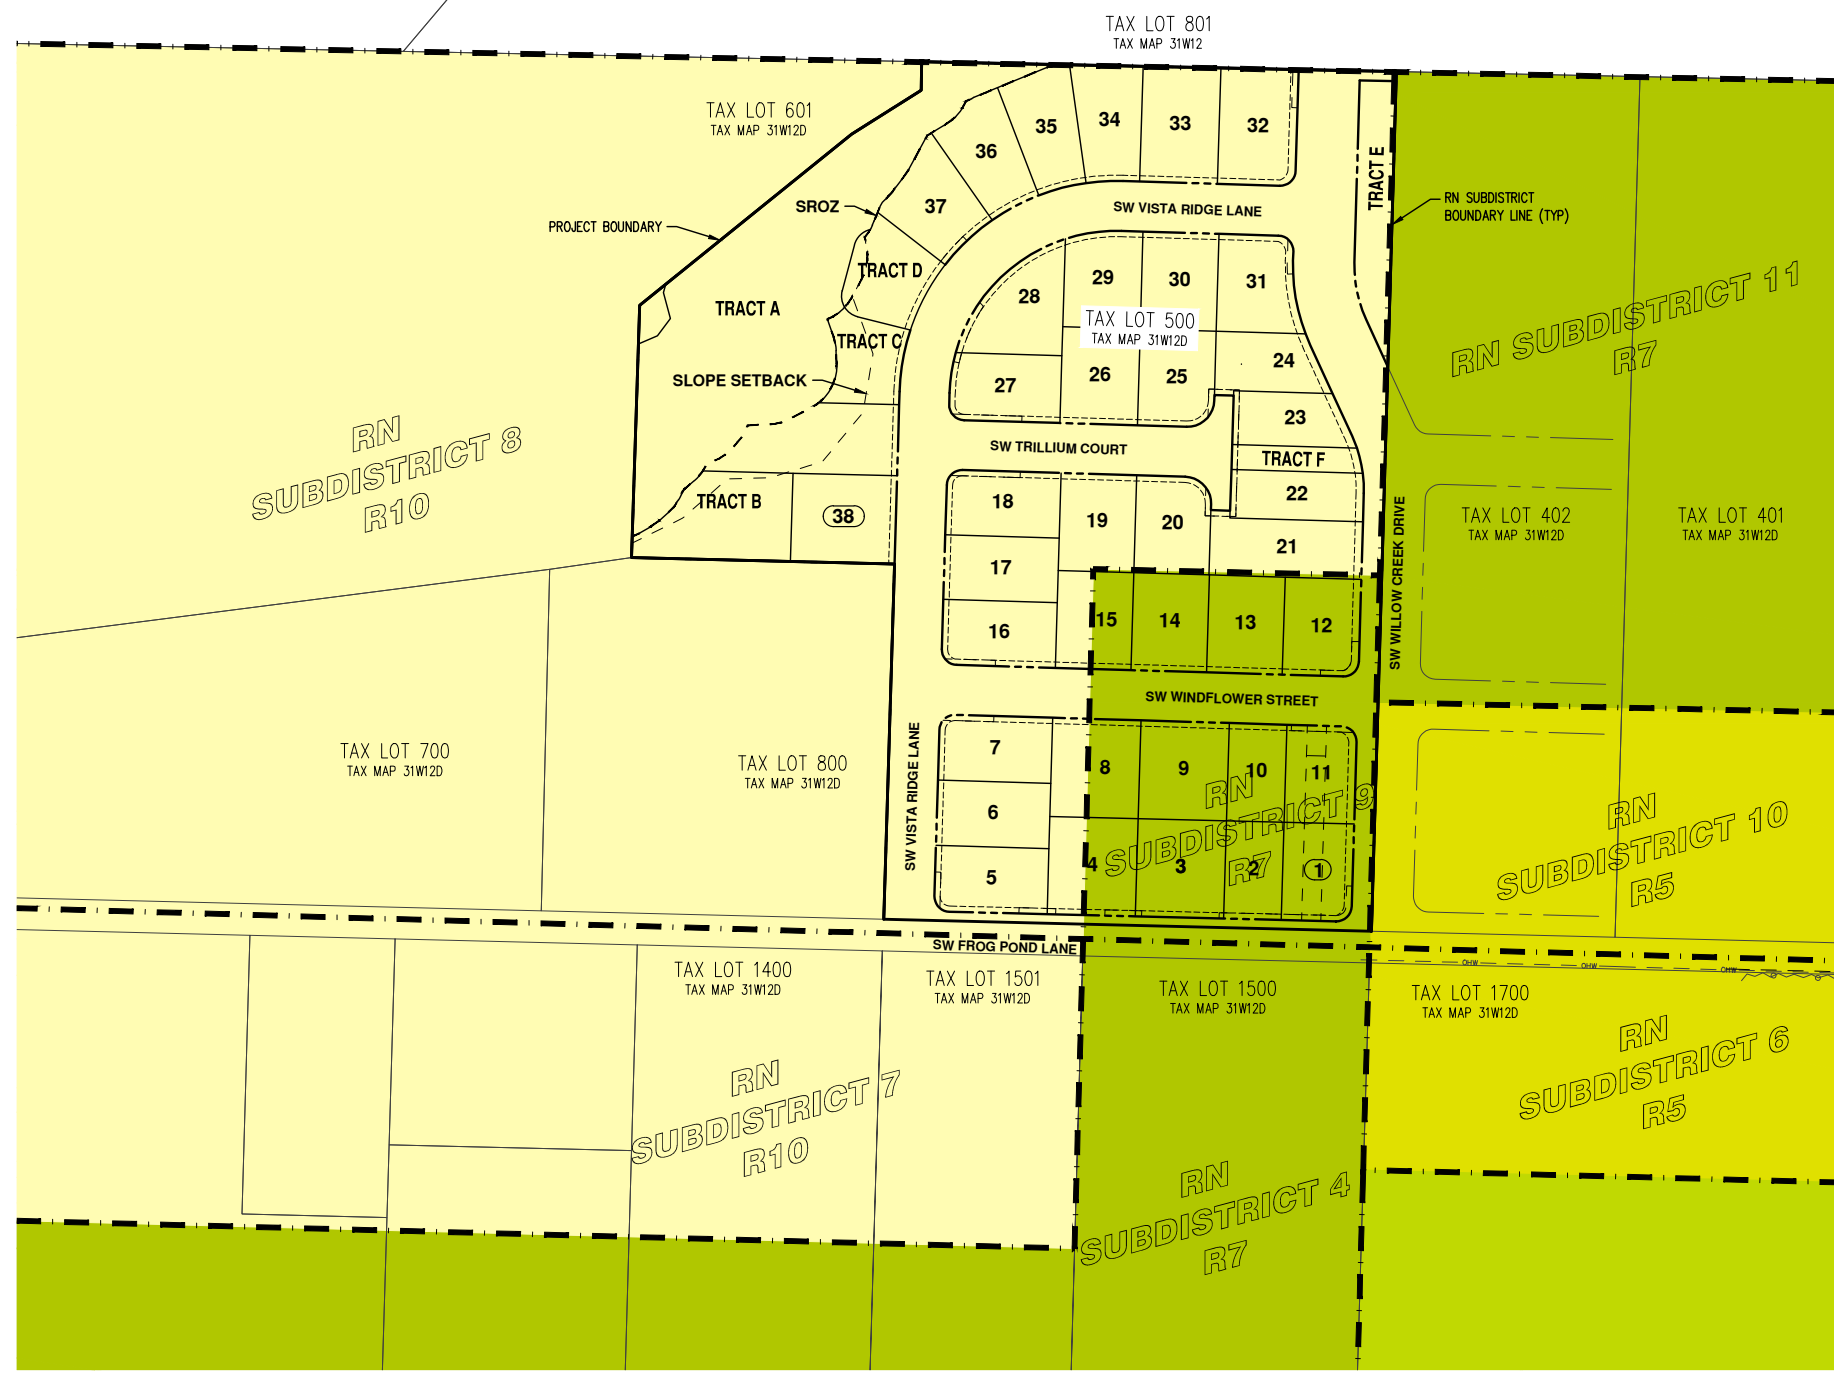 TAX LOT 801
TAX MAP 31W12
TAX LOT 601
TAX MAP 31W12D
35
34
33
32
36
TRACT E
SROZ
37
SW VISTA RIDGE LANE
RN SUBDISTRICT
BOUNDARY LINE (TYP)
PROJECT BOUNDARY
TRACT D
29
30
31
28
RN SUBDISTRICT 11
R7
TRACT A
TAX LOT 500
TAX MAP 31W12D
TRACT C
24
SLOPE SETBACK
27
26
25
23
RN
SUBDISTRICT 8
R10
SW TRILLIUM COURT
TRACT F
TRACT B
38
18
19
20
22
21
SW WILLOW CREEK DRIVE
TAX LOT 402
TAX MAP 31W12D
TAX LOT 401
TAX MAP 31W12D
17
16
15
14
13
12
SW WINDFLOWER STREET
TAX LOT 700
TAX MAP 31W12D
TAX LOT 800
TAX MAP 31W12D
SW VISTA RIDGE LANE
7
8
9
10
11
6
RN
SUBDISTRICT 9
R7
RN
SUBDISTRICT 10
R5
5
4
3
2
1
SW FROG POND LANE
OHW
OHW
OHW
TAX LOT 1400
TAX MAP 31W12D
TAX LOT 1501
TAX MAP 31W12D
TAX LOT 1500
TAX MAP 31W12D
TAX LOT 1700
TAX MAP 31W12D
RN
SUBDISTRICT 7
R10
RN
SUBDISTRICT 6
R5
RN
SUBDISTRICT 4
R7